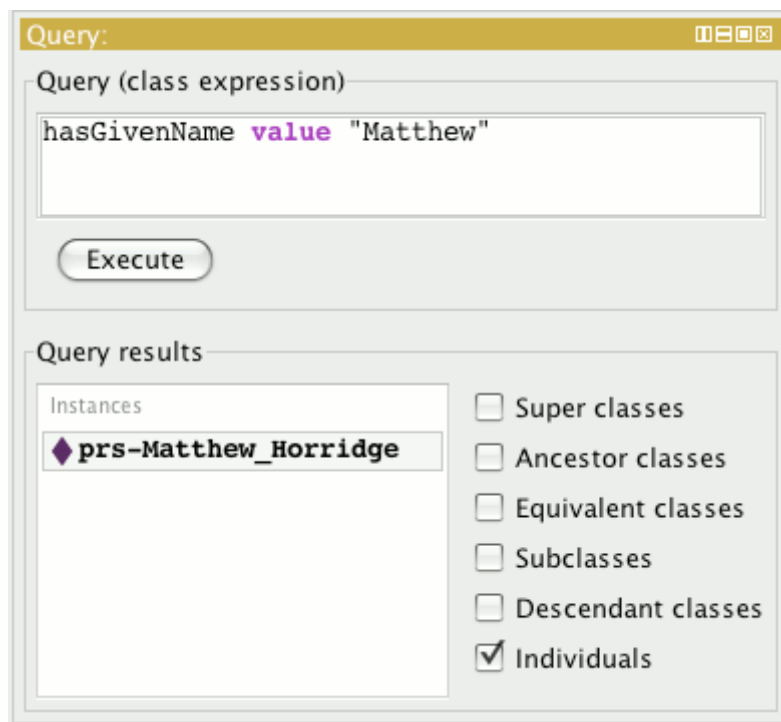 Query:
Query (class expression)
hasGivenName value "Matthew"
Execute
Query results
Instances
prs-Matthew_Horridge
Super classes
Ancestor classes
Equivalent classes
Subclasses
Descendant classes
Individuals